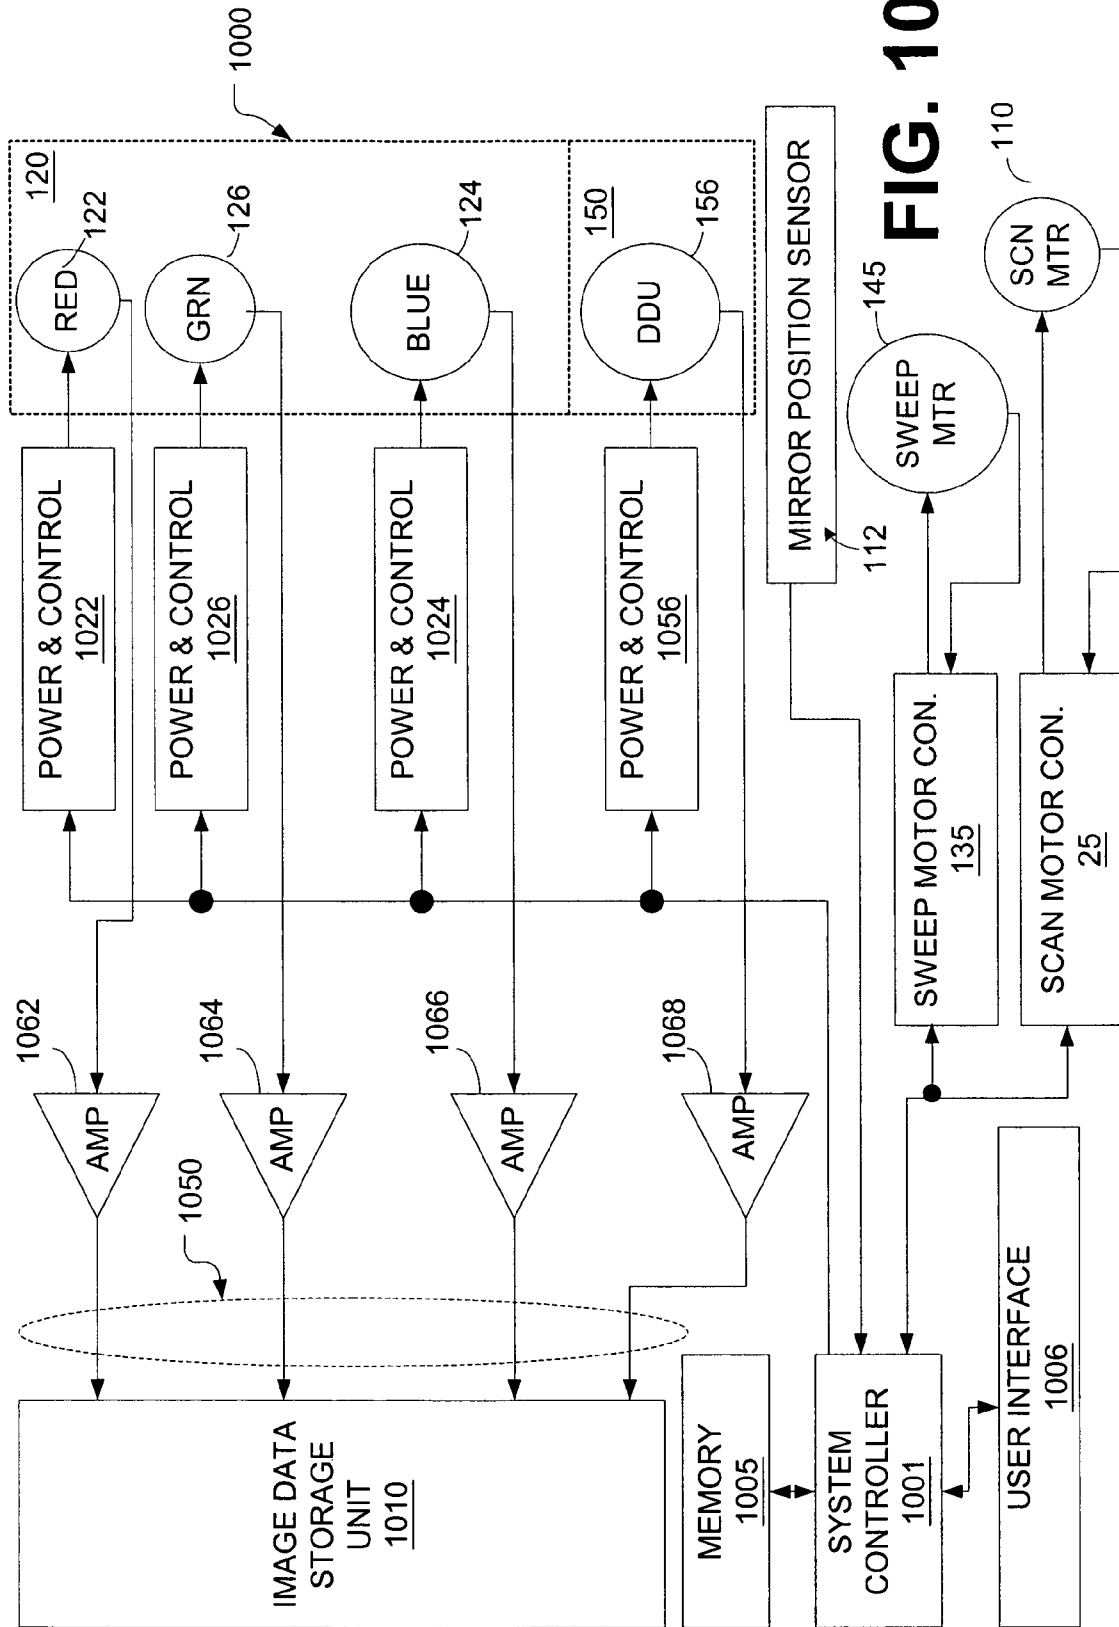 IMAGE DATA
STORAGE
UNIT
1010
1050
1062
AMP
1064
AMP
1066
AMP
1068
AMP
POWER & CONTROL
1022
POWER & CONTROL
1026
POWER & CONTROL
1024
POWER & CONTROL
1056
120
RED
122
GRN
126
BLUE
124
150
DDU
156
1000
MEMORY
1005
SYSTEM
CONTROLLER
1001
USER INTERFACE
1006
MIRROR POSITION SENSOR
112
SWEEP MOTOR CON.
135
SWEEP
MTR
145
SCAN MOTOR CON.
25
SCN
MTR
110
FIG. 10